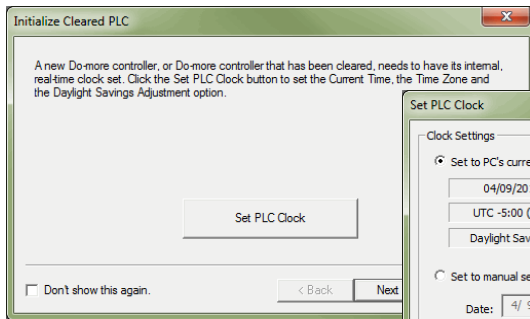 Initialize Cleared PLC
A new Do-more controller, or Do-more controller that has been cleared, needs to have its internal,
real-time clock set. Click the Set PLC Clock button to set the Current Time, the Time Zone and
the Daylight Savings Adjustment option.
Set PLC Clock
Don't show this again.
< Back
Next
Set PLC Clock
Clock Settings
Set to PC's curre
04/09/20
UTC -5:00 (
Daylight Sav
Set to manual se
Date: 4/ 9